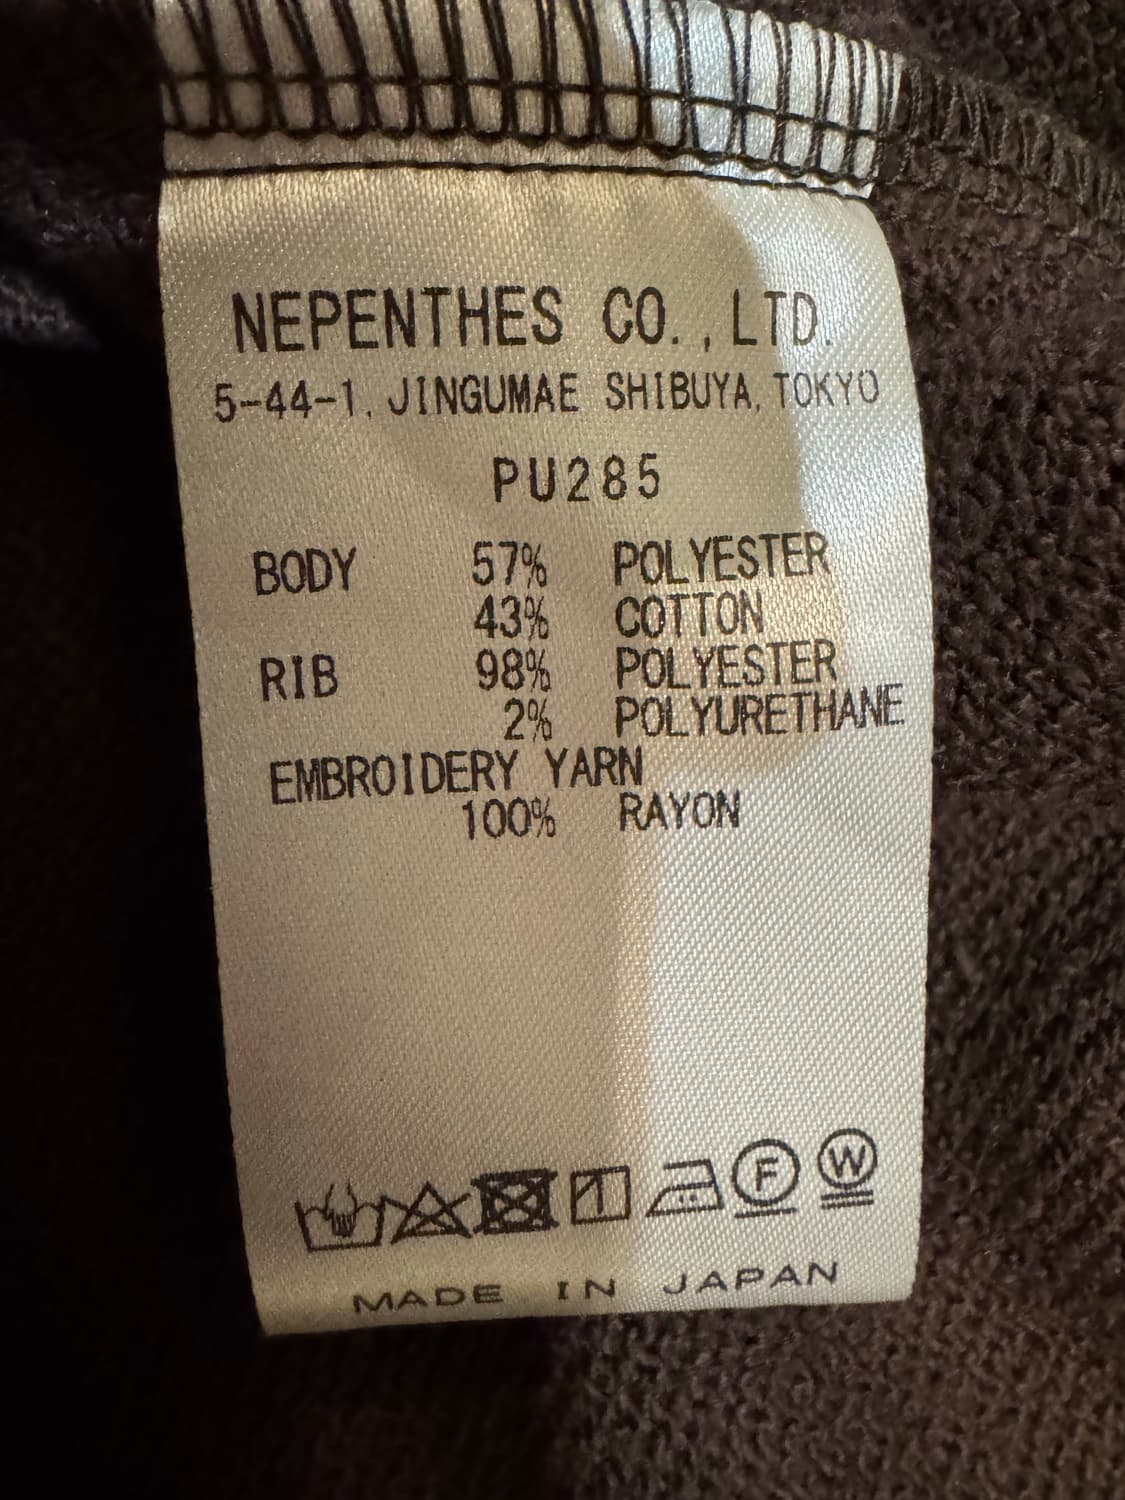 NEPENTHES CO., LTD.
5-44-1, JINGUMAE SHIBUYA, TOKYO
PU285
BODY 57% POLYESTER
43% COTTON
RIB 98% POLYESTER
2% POLYURETHANE
EMBROIDERY YARN
100% RAYON
F W
MADE IN JAPAN